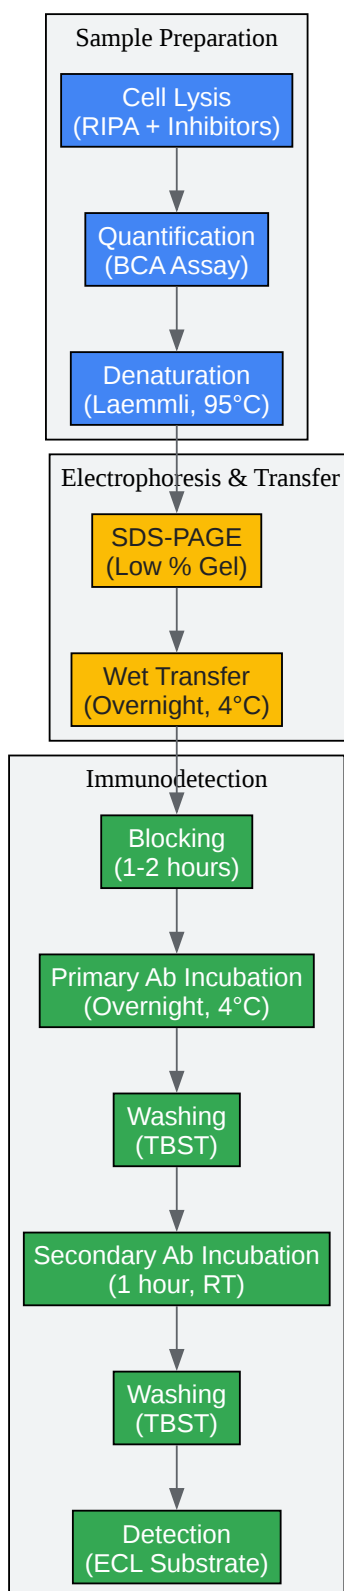 Sample Preparation
Cell Lysis
(RIPA + Inhibitors)
Quantification
(BCA Assay)
Denaturation
(Laemmli, 95°C)
Electrophoresis & Transfer
SDS-PAGE
(Low % Gel)
Wet Transfer
(Overnight, 4°C)
Immunodetection
Blocking
(1-2 hours)
Primary Ab Incubation
(Overnight, 4°C)
Washing
(TBST)
Secondary Ab Incubation
(1 hour, RT)
Washing
(TBST)
Detection
(ECL Substrate)